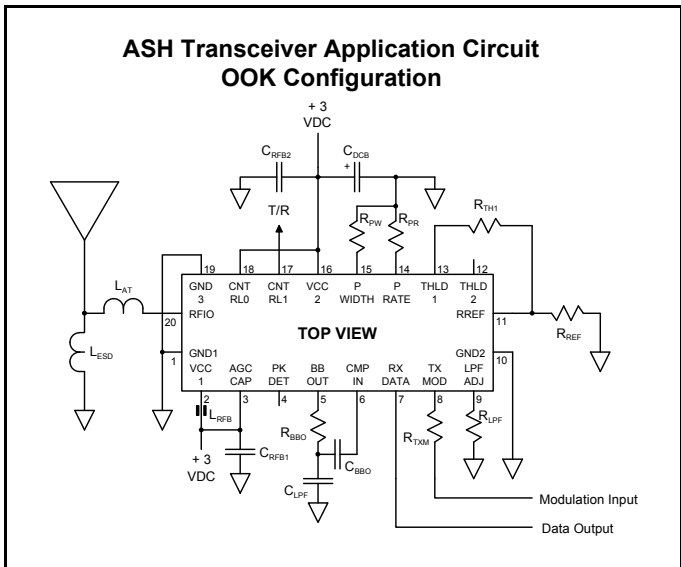 ASH Transceiver Application Circuit
OOK Configuration
+ 3
VDC
CRFB2
CDCB
+
T/R
RPW
RPR
RTH1
19
18
17
16
15
14
13
12
GND
3
CNT
RL0
CNT
RL1
VCC
2
P
WIDTH
P
RATE
THLD
1
THLD
2
LAT
20
RFIO
RREF
11
TOP VIEW
RREF
LESD
1
GND1
GND2
10
VCC
1
AGC
CAP
PK
DET
BB
OUT
CMP
IN
RX
DATA
TX
MOD
LPF
ADJ
2
3
4
5
6
7
8
9
LRFB
RBBO
RTXM
RLPF
+ 3
VDC
CRFB1
CBBO
CLPF
Modulation Input
Data Output